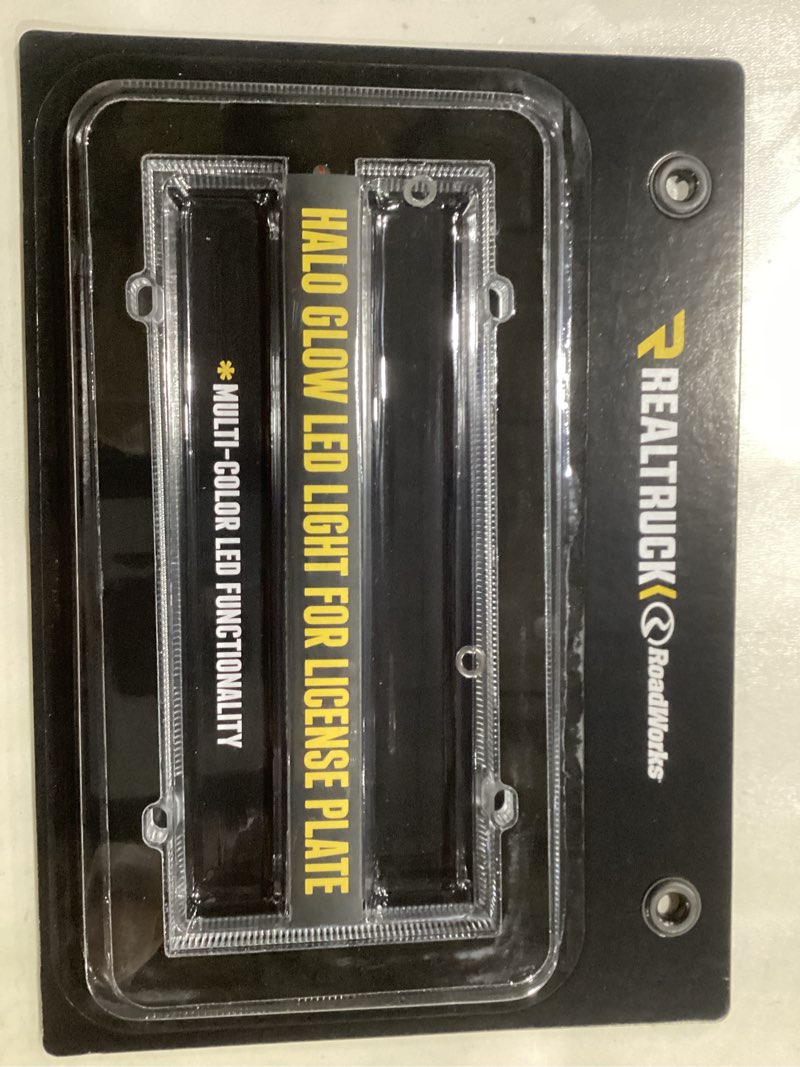 REALTRUCK RoadWorks
HALO GLOW LED LIGHT FOR LICENSE PLATE
*MULTI-COLOR LED FUNCTIONALITY